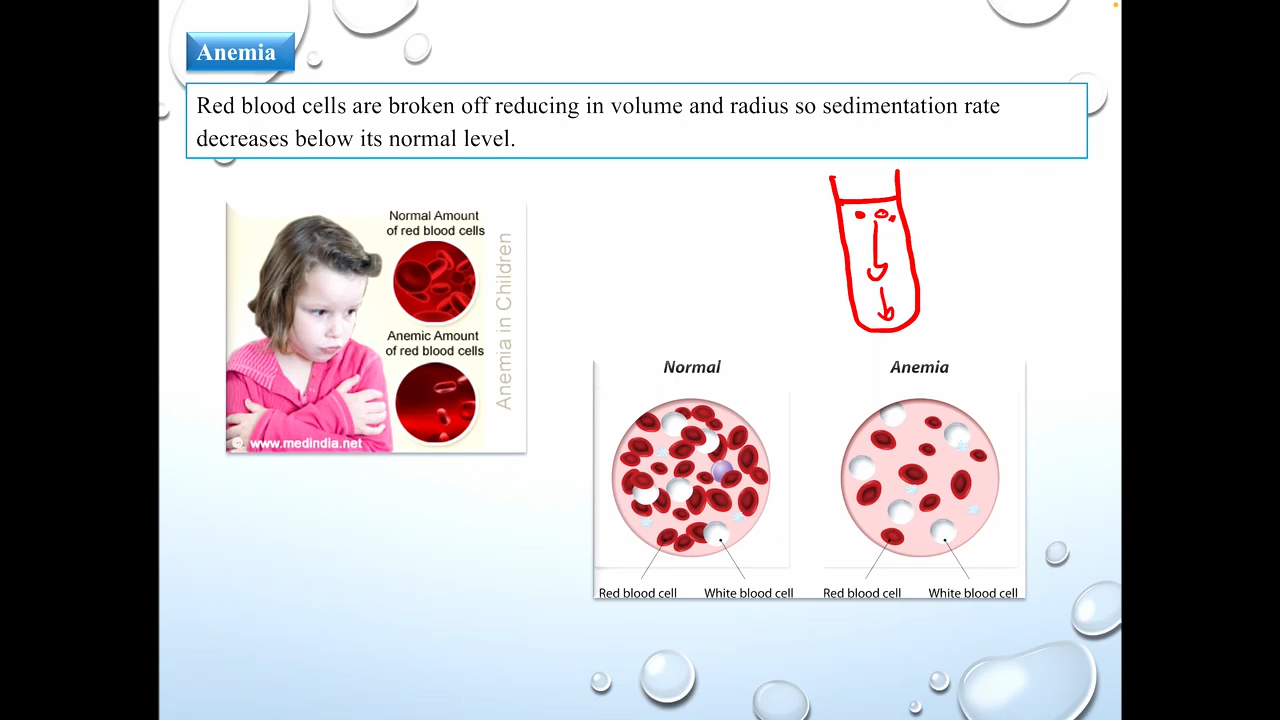 Anemia
Red blood cells are broken off reducing in volume and radius so sedimentation rate
decreases below its normal level.
Normal Amount
of red blood cells
Anemic Amount
of red blood cells
Anemia in Children
© www.medindia.net
Normal
Anemia
Red blood cell
White blood cell
Red blood cell
White blood cell